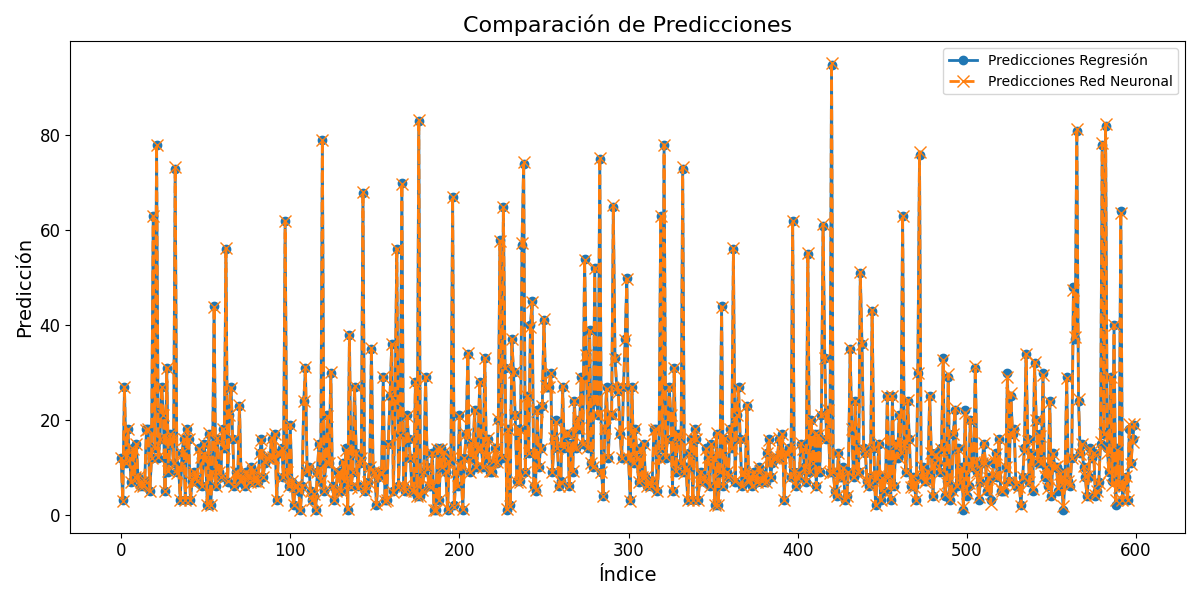 Comparación de Predicciones
Predicciones Regresión
Predicciones Red Neuronal
Predicción
80
60
40
20
0
0 100 200 300 400 500 600
Índice